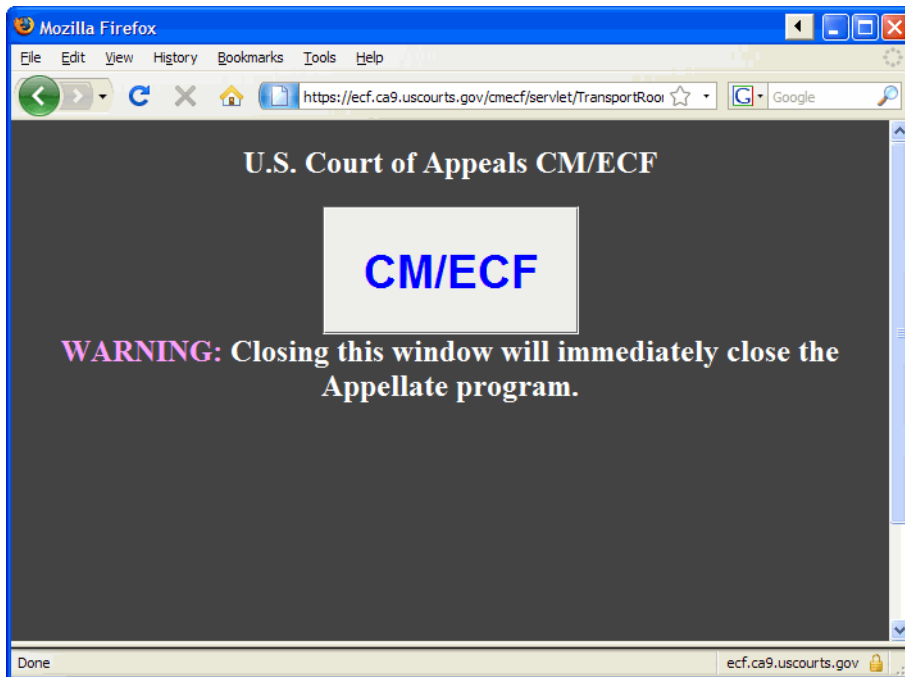 Mozilla Firefox
File Edit View History Bookmarks Tools Help
https://ecf.ca9.uscourts.gov/cmecf/servlet/TransportRoor G Google
U.S. Court of Appeals CM/ECF
CM/ECF
WARNING: Closing this window will immediately close the
Appellate program.
Done ecf.ca9.uscourts.gov